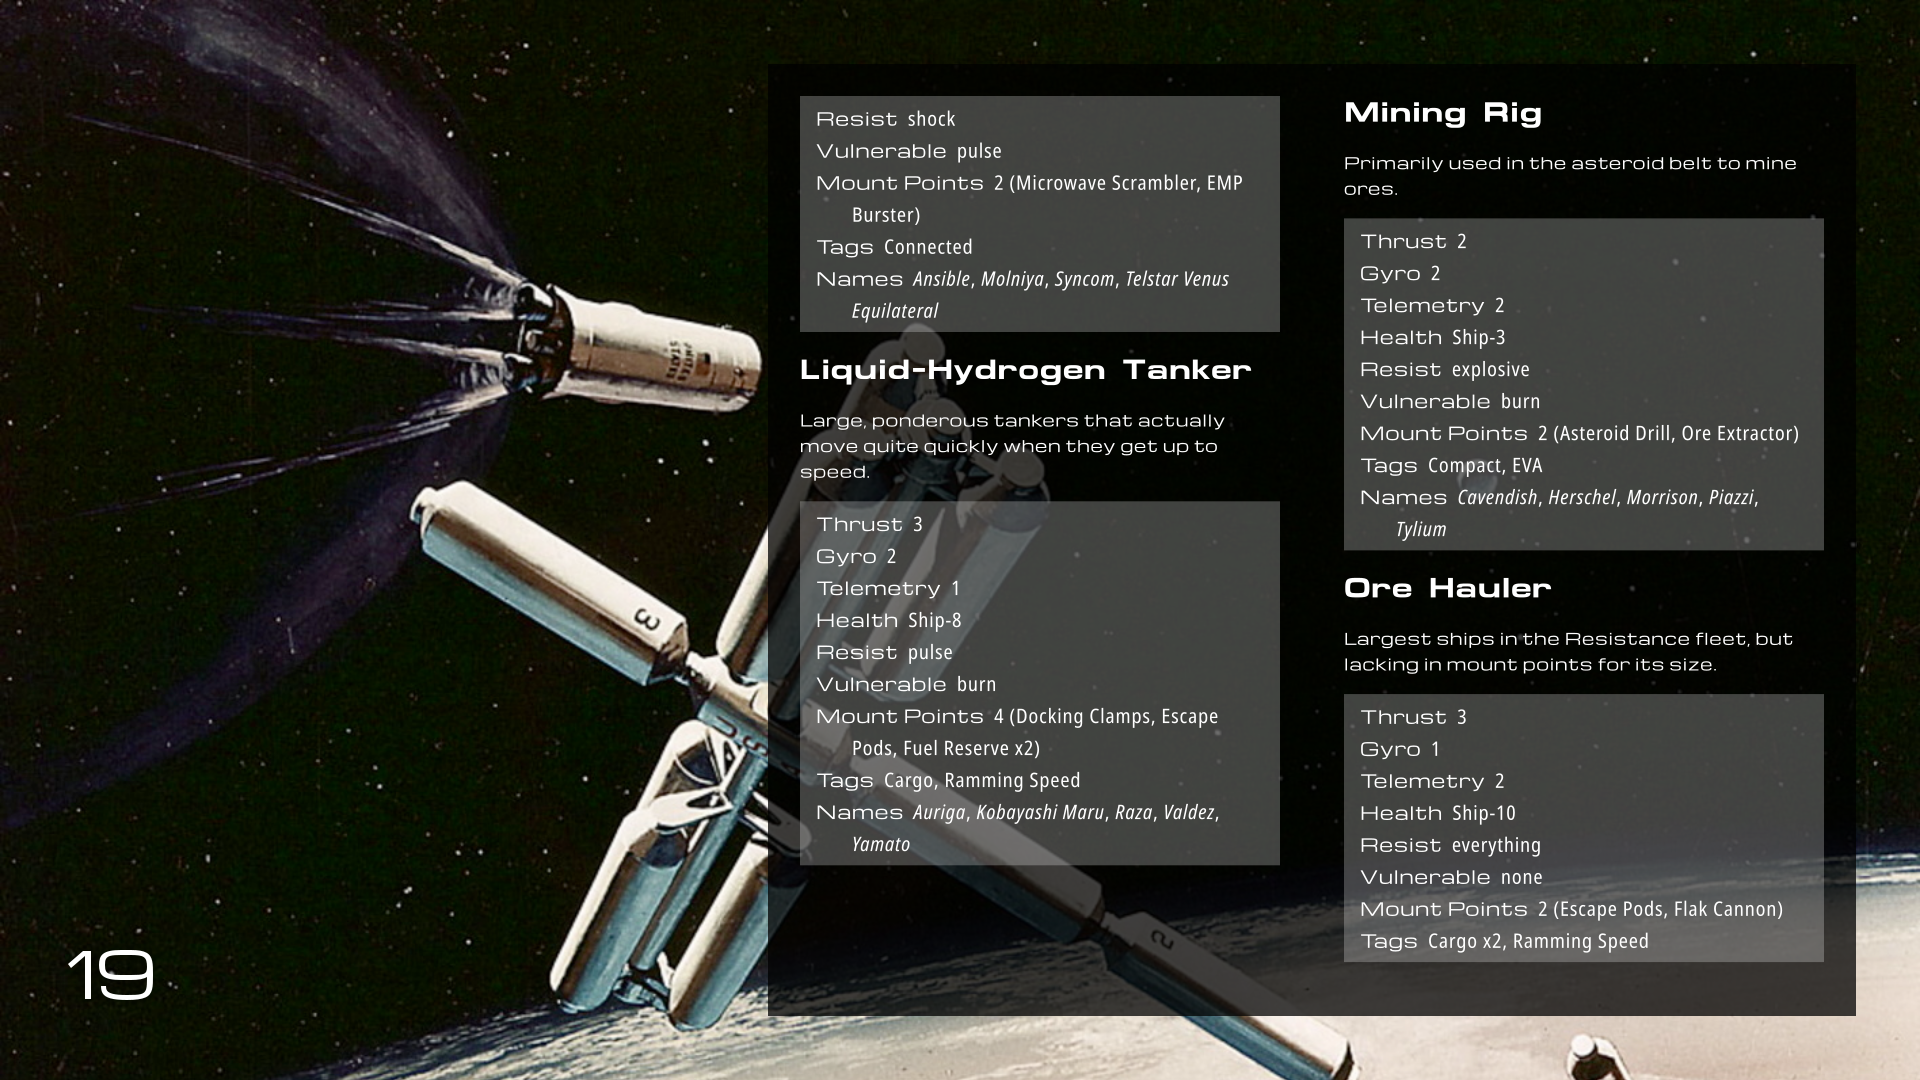 Resist shock
Vulnerable pulse
Mount Points 2 (Microwave Scrambler, EMP
Burster)
Tags Connected
Names Ansible, Molniya, Syncom, Telstar Venus
Equilateral
Liquid-Hydrogen Tanker
Large, ponderous tankers that actually
move quite quickly when they get up to
speed.
Thrust 3
Gyro 2
Telemetry 1
Health Ship-8
Resist pulse
Vulnerable burn
Mount Points 4 (Docking Clamps, Escape
Pods, Fuel Reserve x2)
Tags Cargo, Ramming Speed
Names Auriga, Kobayashi Maru, Raza, Valdez,
Yamato
Mining Rig
Primarily used in the asteroid belt to mine
ores.
Thrust 2
Gyro 2
Telemetry 2
Health Ship-3
Resist explosive
Vulnerable burn
Mount Points 2 (Asteroid Drill, Ore Extractor)
Tags Compact, EVA
Names Cavendish, Herschel, Morrison, Piazzi,
Tylium
Ore Hauler
Largest ships in the Resistance fleet, but
lacking in mount points for its size.
Thrust 3
Gyro 1
Telemetry 2
Health Ship-10
Resist everything
Vulnerable none
Mount Points 2 (Escape Pods, Flak Cannon)
Tags Cargo x2, Ramming Speed
UNITED
STATES
3
U S
2
19